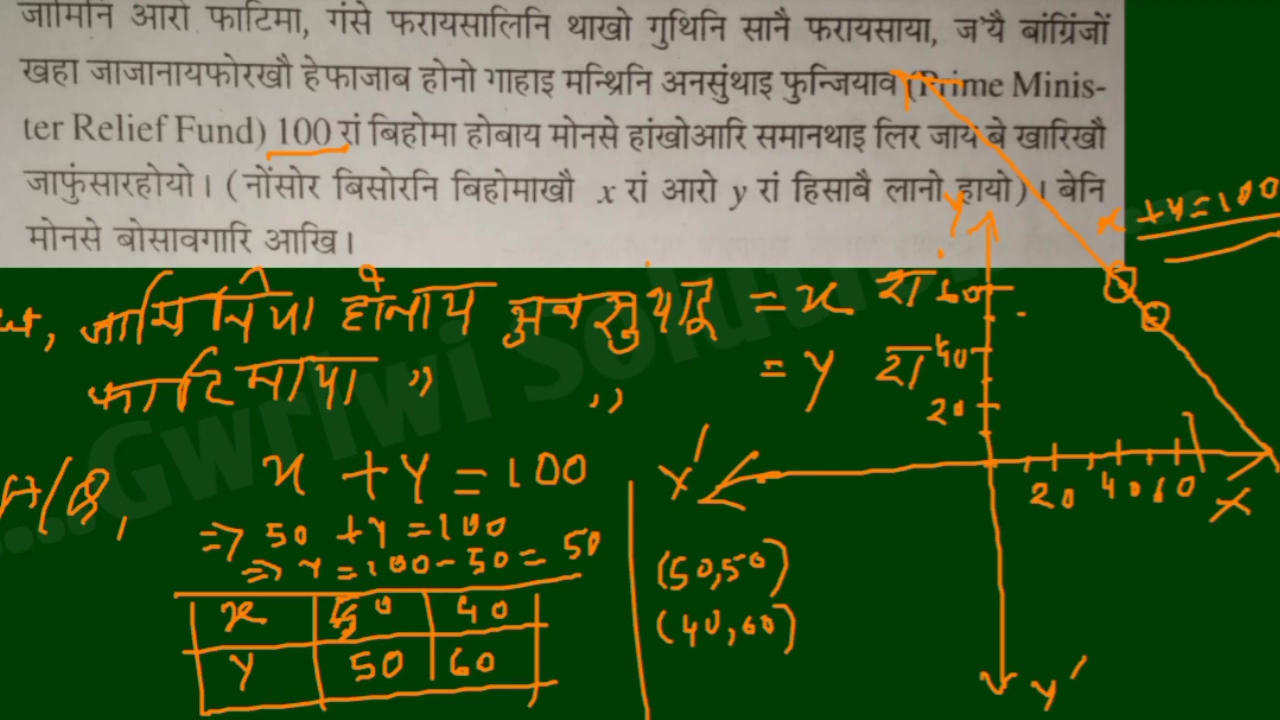 जामिनि आरो फाटिमा, गंसे फरायसालिनि थाखो गुथिनि सानै फरायसाया, ज'यै बांग्रिंजों
खहा जाजानायफोरखौ हेफाजाब होनो गाहाइ मन्थ्रिनि अनसुंथाइ फुन्जियाव (Prime Minis-
ter Relief Fund) 100 रां बिहोमा होबाय मोनसे हांखोआरि समानथाइ लिर जाय बे खारिखौ
जाफुंसारहोयो। (नोंसोर बिसोरनि बिहोमाखौ x रां आरो y रां हिसाबै लानो हायो)। बेनि
मोनसे बोसावगारि आखि।
x + y = 100
Y
जामिनिया होनाय अनसुंथाइ = x रां
फाटिमाया " " = y रां
60
40
20
x + y = 100
=> 50 + y = 100
=> y = 100 - 50 = 50
x 50 40
y 50 60
X'
20 40 60 X
(50,50)
(40,60)
Y'
Gwriwi